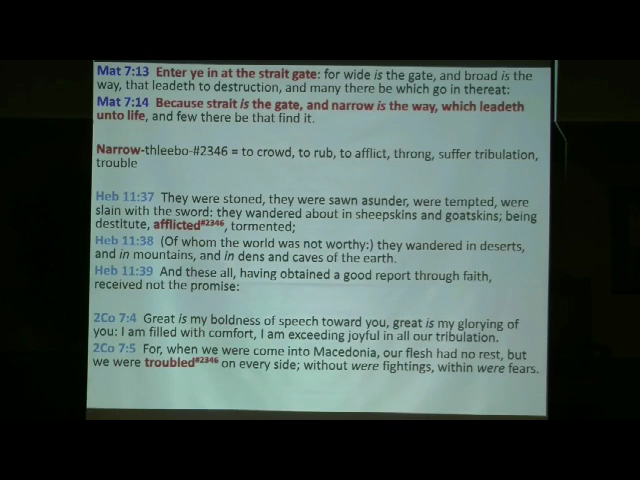 Mat 7:13 Enter ye in at the strait gate: for wide is the gate, and broad is the
way, that leadeth to destruction, and many there be which go in thereat:
Mat 7:14 Because strait is the gate, and narrow is the way, which leadeth
unto life, and few there be that find it.
Narrow-thleebo-#2346 = to crowd, to rub, to afflict, throng, suffer tribulation,
trouble
Heb 11:37 They were stoned, they were sawn asunder, were tempted, were
slain with the sword: they wandered about in sheepskins and goatskins; being
destitute, afflicted#2346, tormented;
Heb 11:38 (Of whom the world was not worthy:) they wandered in deserts,
and in mountains, and in dens and caves of the earth.
Heb 11:39 And these all, having obtained a good report through faith,
received not the promise:
2Co 7:4 Great is my boldness of speech toward you, great is my glorying of
you: I am filled with comfort, I am exceeding joyful in all our tribulation.
2Co 7:5 For, when we were come into Macedonia, our flesh had no rest, but
we were troubled#2346 on every side; without were fightings, within were fears.